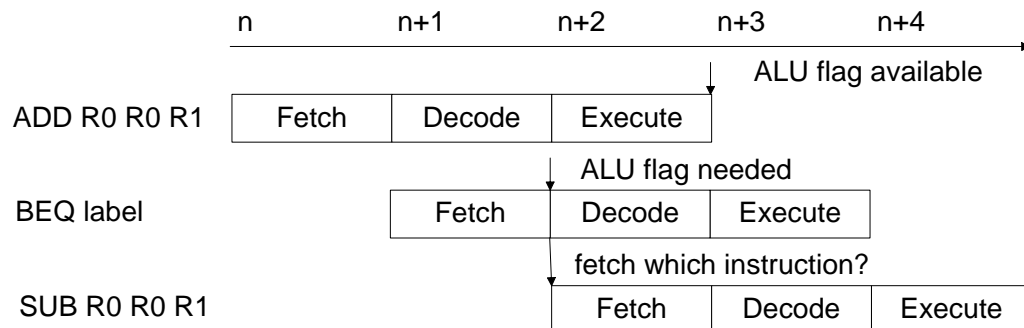 n n+1 n+2 n+3 n+4
ALU flag available
ADD R0 R0 R1 Fetch Decode Execute
ALU flag needed
BEQ label Fetch Decode Execute
fetch which instruction?
SUB R0 R0 R1 Fetch Decode Execute